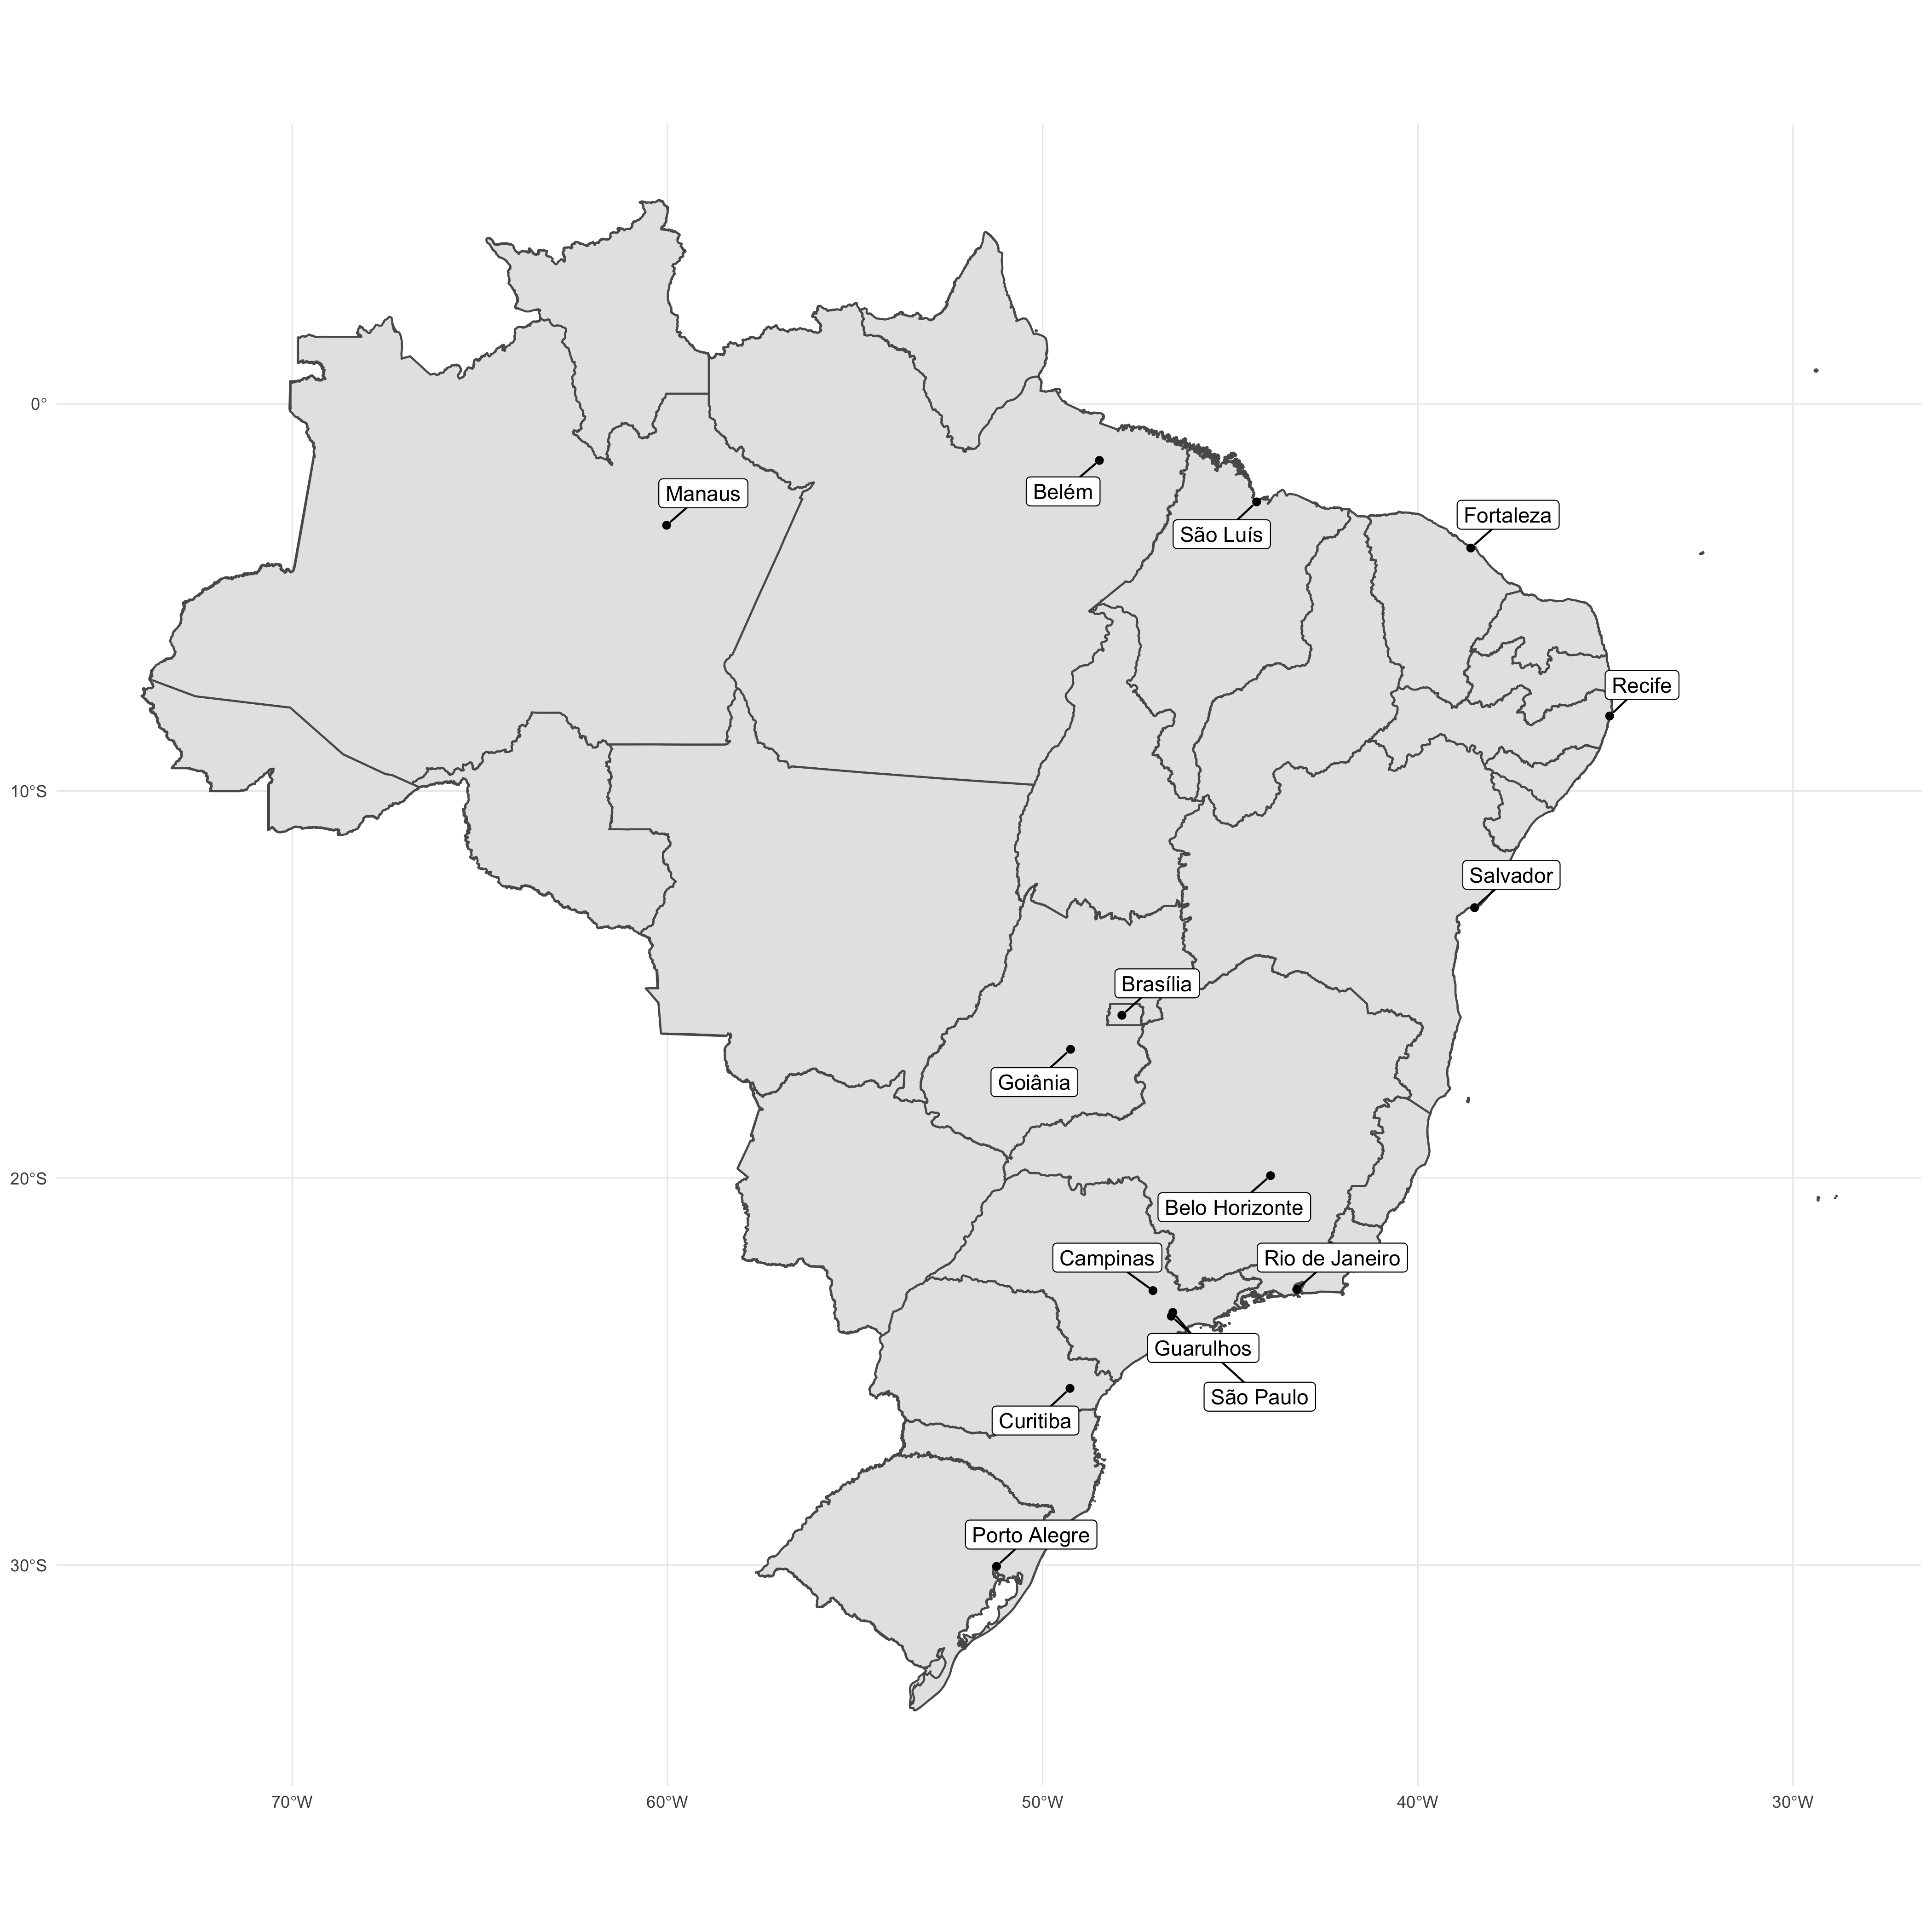 0°
Manaus
Belém
São Luís
Fortaleza
Recife
10°S
Salvador
Brasília
Goiânia
20°S
Belo Horizonte
Campinas
Rio de Janeiro
Guarulhos
São Paulo
Curitiba
Porto Alegre
30°S
70°W
60°W
50°W
40°W
30°W